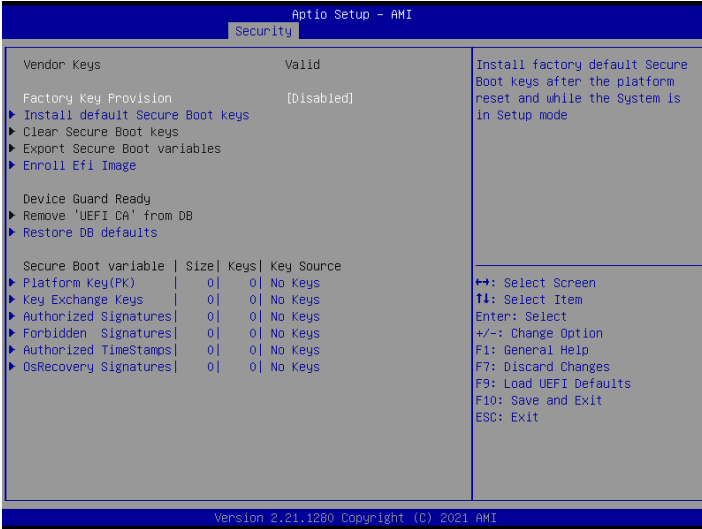 Aptio Setup - AMI
Security
Vendor Keys Valid
Factory Key Provision [Disabled]
Install default Secure Boot keys
Clear Secure Boot keys
Export Secure Boot variables
Enroll Efi Image
Device Guard Ready
Remove 'UEFI CA' from DB
Restore DB defaults
Secure Boot variable | Size| Keys| Key Source
Platform Key(PK) | 0| 0| No Keys
Key Exchange Keys | 0| 0| No Keys
Authorized Signatures| 0| 0| No Keys
Forbidden Signatures| 0| 0| No Keys
Authorized TimeStamps| 0| 0| No Keys
OsRecovery Signatures| 0| 0| No Keys
Install factory default Secure
Boot keys after the platform
reset and while the System is
in Setup mode
↔: Select Screen
↑↓: Select Item
Enter: Select
+/-: Change Option
F1: General Help
F7: Discard Changes
F9: Load UEFI Defaults
F10: Save and Exit
ESC: Exit
Version 2.21.1280 Copyright (C) 2021 AMI